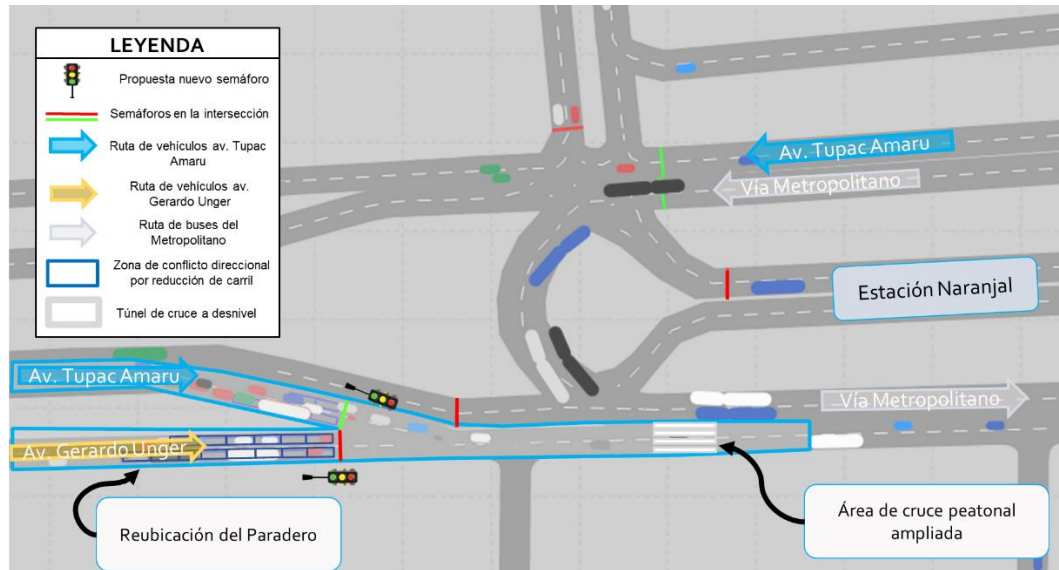 LEYENDA
Propuesta nuevo semáforo
Semáforos en la intersección
Ruta de vehículos av. Tupac
Amaru
Ruta de vehículos av.
Gerardo Unger
Ruta de buses del
Metropolitano
Zona de conflicto direccional
por reducción de carril
Túnel de cruce a desnivel
Av. Tupac Amaru
Vía Metropolitano
Estación Naranjal
Av. Tupac Amaru
Vía Metropolitano
Av. Gerardo Unger
Reubicación del Paradero
Área de cruce peatonal
ampliada